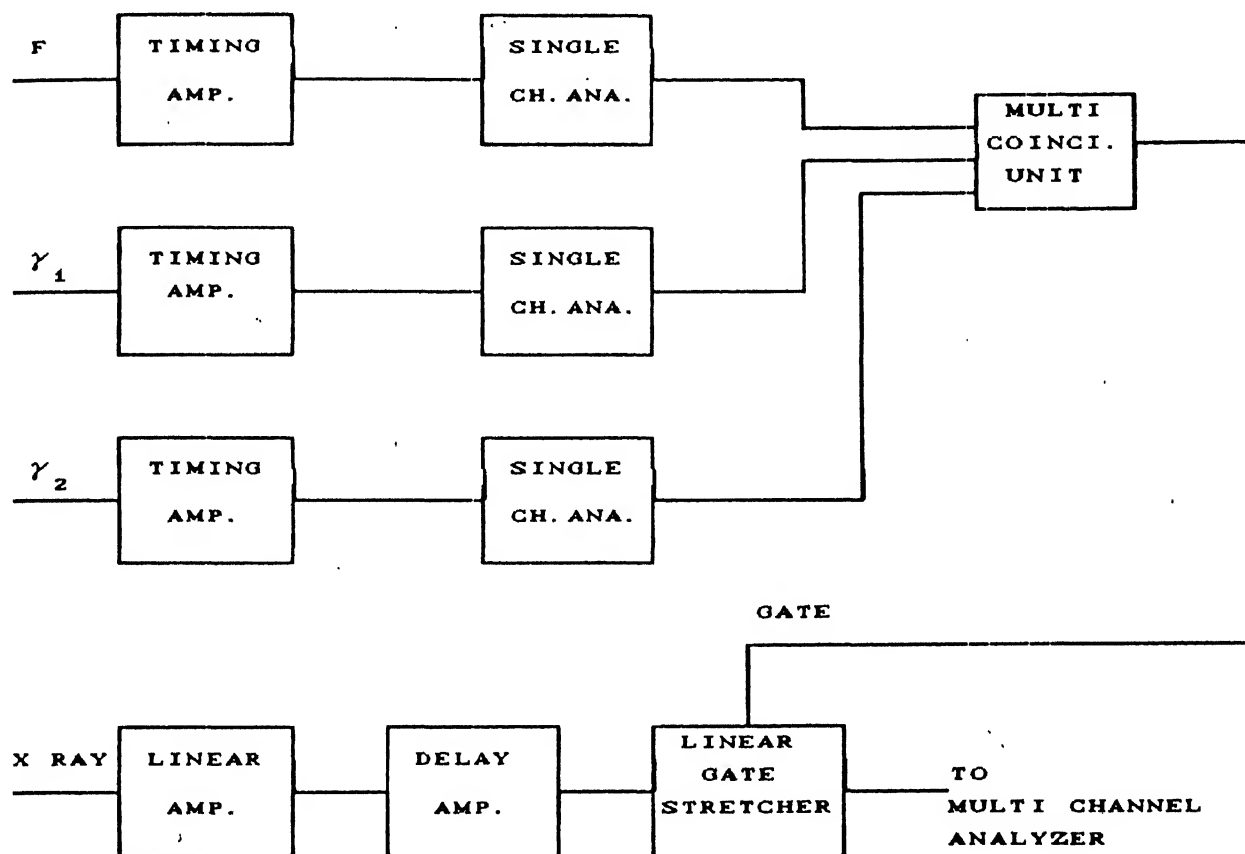 F
TIMING
AMP.
SINGLE
CH. ANA.
MULTI
COINCI.
UNIT
γ1
TIMING
AMP.
SINGLE
CH. ANA.
γ2
TIMING
AMP.
SINGLE
CH. ANA.
GATE
X RAY
LINEAR
AMP.
DELAY
AMP.
LINEAR
GATE
STRETCHER
TO
MULTI CHANNEL
ANALYZER